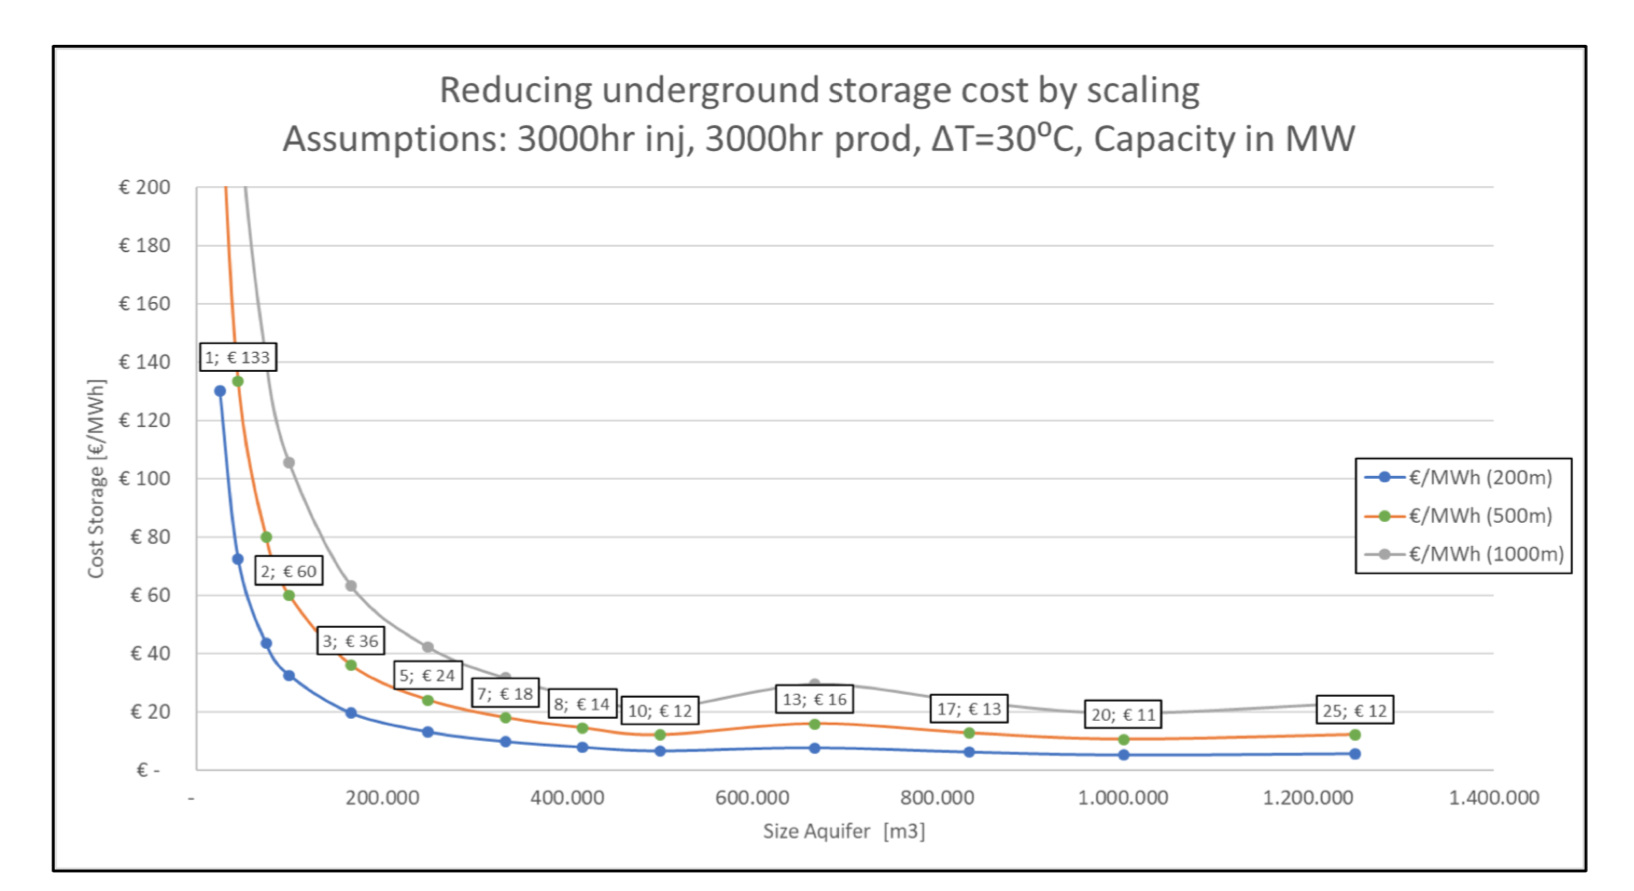 Reducing underground storage cost by scaling
Assumptions: 3000hr inj, 3000hr prod, ΔT=30⁰C, Capacity in MW
€ 200
€ 180
€ 160
€ 140
€ 120
€ 100
€ 80
€ 60
€ 40
€ 20
€ -
Cost Storage [€/MWh]
1; € 133
2; € 60
3; € 36
5; € 24
7; € 18
8; € 14
10; € 12
13; € 16
17; € 13
20; € 11
25; € 12
€/MWh (200m)
€/MWh (500m)
€/MWh (1000m)
- 200.000 400.000 600.000 800.000 1.000.000 1.200.000 1.400.000
Size Aquifer [m3]